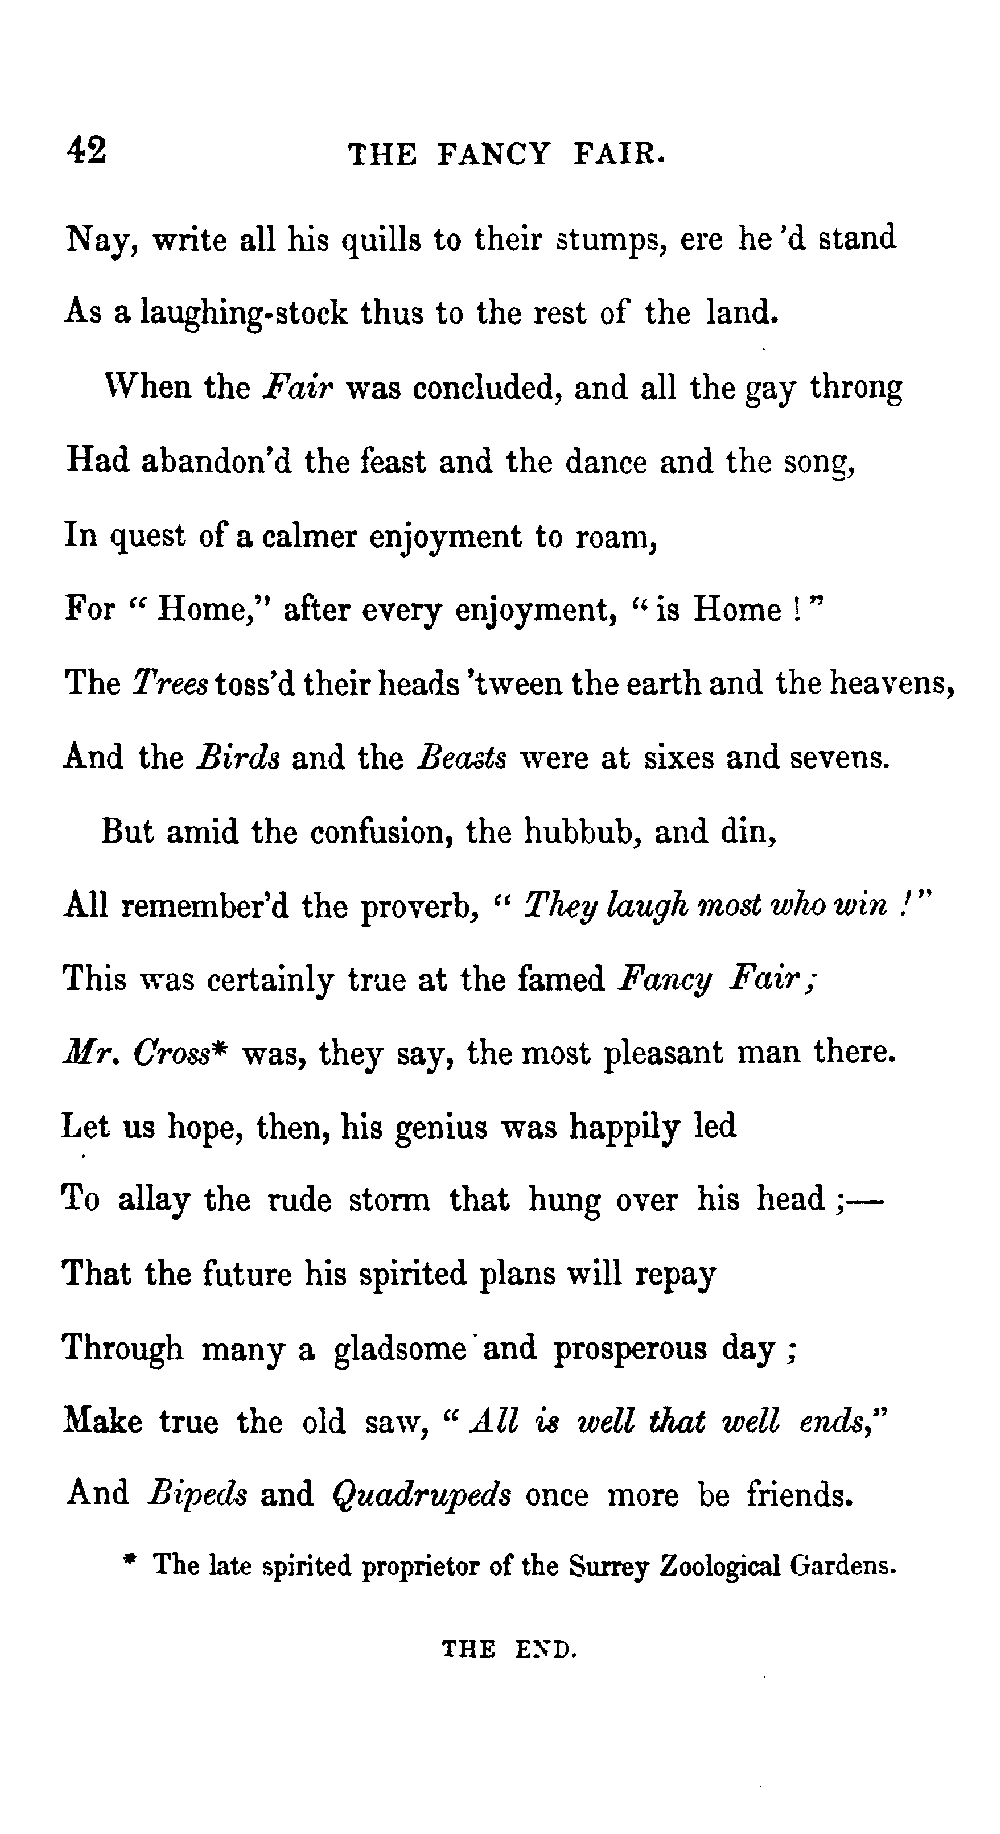 42 THE FANCY FAIR.
Nay, write all his quills to their stumps, ere he 'd stand
As a laughing-stock thus to the rest of the land.
When the Fair was concluded, and all the gay throng
Had abandon'd the feast and the dance and the song,
In quest of a calmer enjoyment to roam,
For “ Home,” after every enjoyment, “ is Home ! ”
The Trees toss'd their heads 'tween the earth and the heavens,
And the Birds and the Beasts were at sixes and sevens.
But amid the confusion, the hubbub, and din,
All remember'd the proverb, “ They laugh most who win ! ”
This was certainly true at the famed Fancy Fair ;
Mr. Cross* was, they say, the most pleasant man there.
Let us hope, then, his genius was happily led
To allay the rude storm that hung over his head ;—
That the future his spirited plans will repay
Through many a gladsome and prosperous day ;
Make true the old saw, “ All is well that well ends,”
And Bipeds and Quadrupeds once more be friends.
* The late spirited proprietor of the Surrey Zoological Gardens.
THE END.